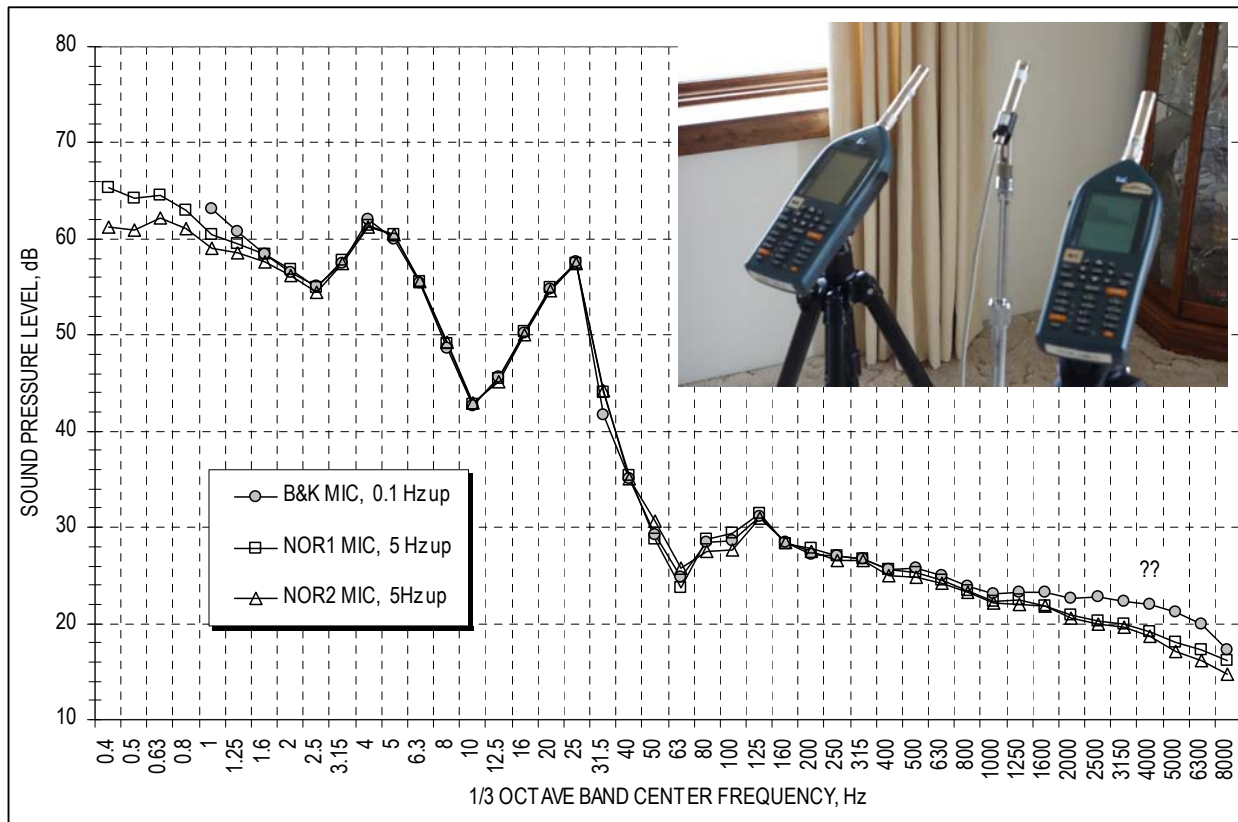 80
70
60
50
40
30
20
10
SOUND PRESSURE LEVEL, dB
B&K MIC, 0.1 Hz up
NOR1 MIC, 5 Hz up
NOR2 MIC, 5Hz up
??
0.4 0.5 0.63 0.8 1 1.25 1.6 2 2.5 3.15 4 5 6.3 8 10 12.5 16 20 25 31.5 40 50 63 80 100 125 160 200 250 315 400 500 630 800 1000 1250 1600 2000 2500 3150 4000 5000 6300 8000
1/3 OCTAVE BAND CENTER FREQUENCY, Hz